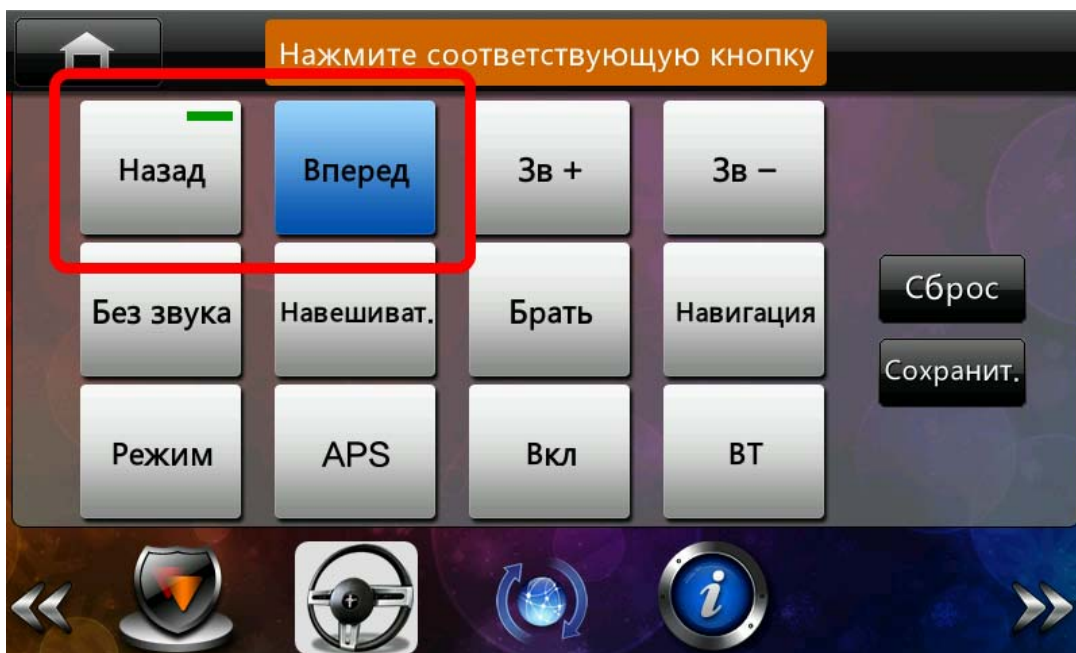 Нажмите соответствующую кнопку
Назад
Вперед
Зв +
Зв –
Без звука
Навешиват.
Брать
Навигация
Сброс
Сохранит.
Режим
APS
Вкл
BT
i